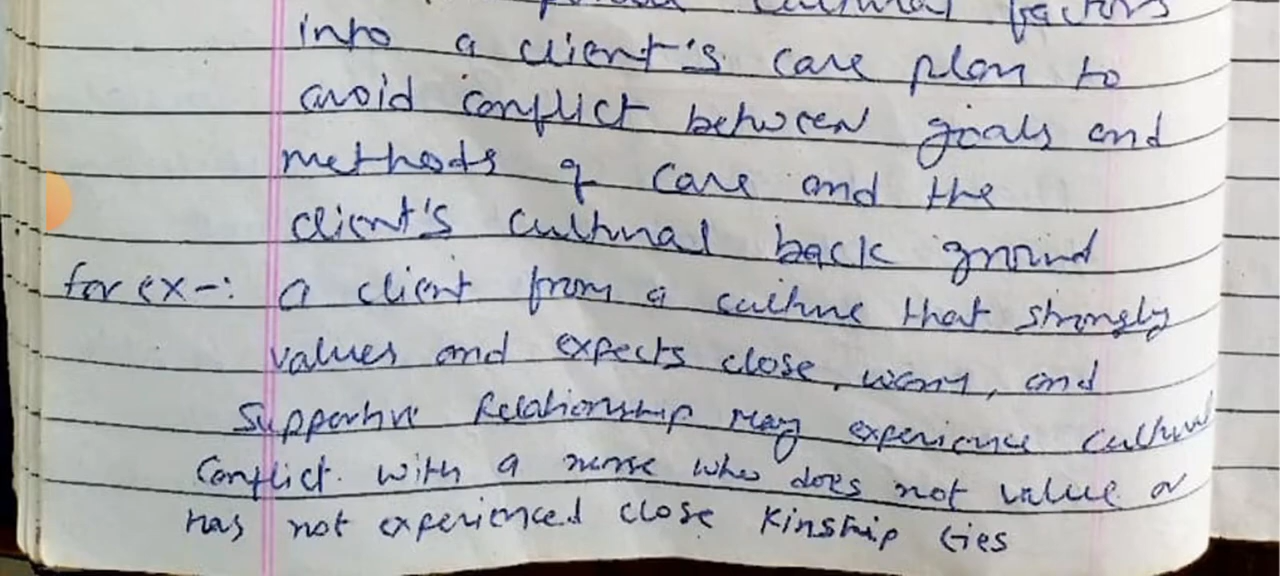 cultural factors
into a client's care plan to
avoid conflict between goals and
methods of care and the
client's cultural back ground
for ex-: a client from a culture that strongly
values and expects close, warm, and
Supportive Relationship may experience cultural
Conflict. with a nurse who does not value or
has not experienced close Kinship ties